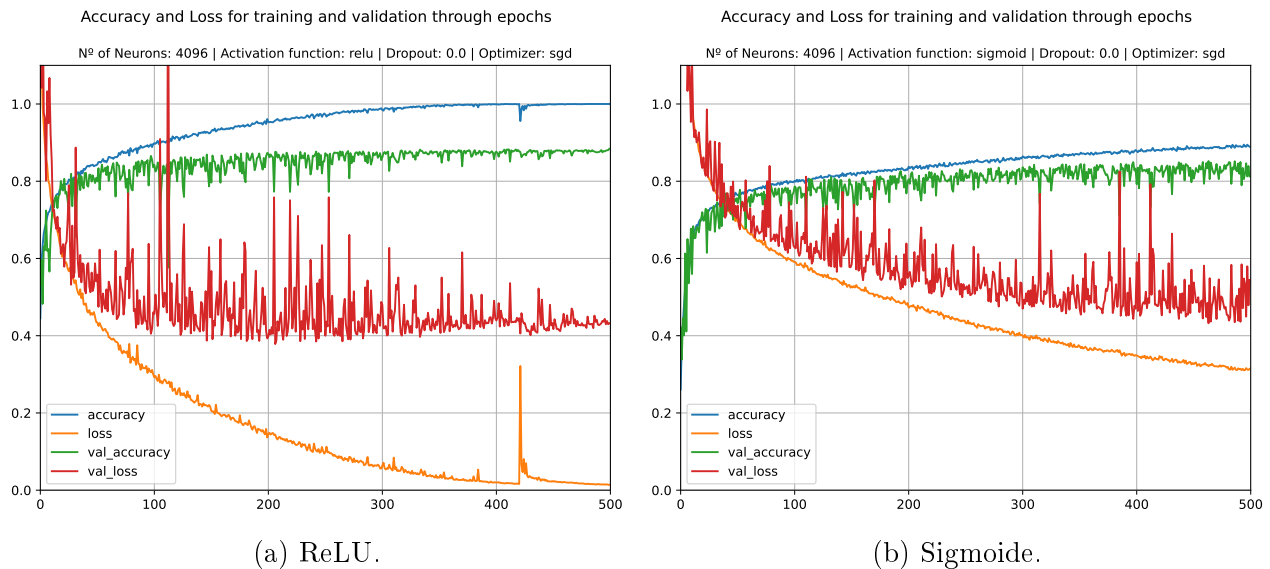 Accuracy and Loss for training and validation through epochs
Nº of Neurons: 4096 | Activation function: relu | Dropout: 0.0 | Optimizer: sgd
1.0
0.8
0.6
0.4
0.2
0.0
0 100 200 300 400 500
accuracy
loss
val_accuracy
val_loss
(a) ReLU.
Accuracy and Loss for training and validation through epochs
Nº of Neurons: 4096 | Activation function: sigmoid | Dropout: 0.0 | Optimizer: sgd
1.0
0.8
0.6
0.4
0.2
0.0
0 100 200 300 400 500
accuracy
loss
val_accuracy
val_loss
(b) Sigmoide.